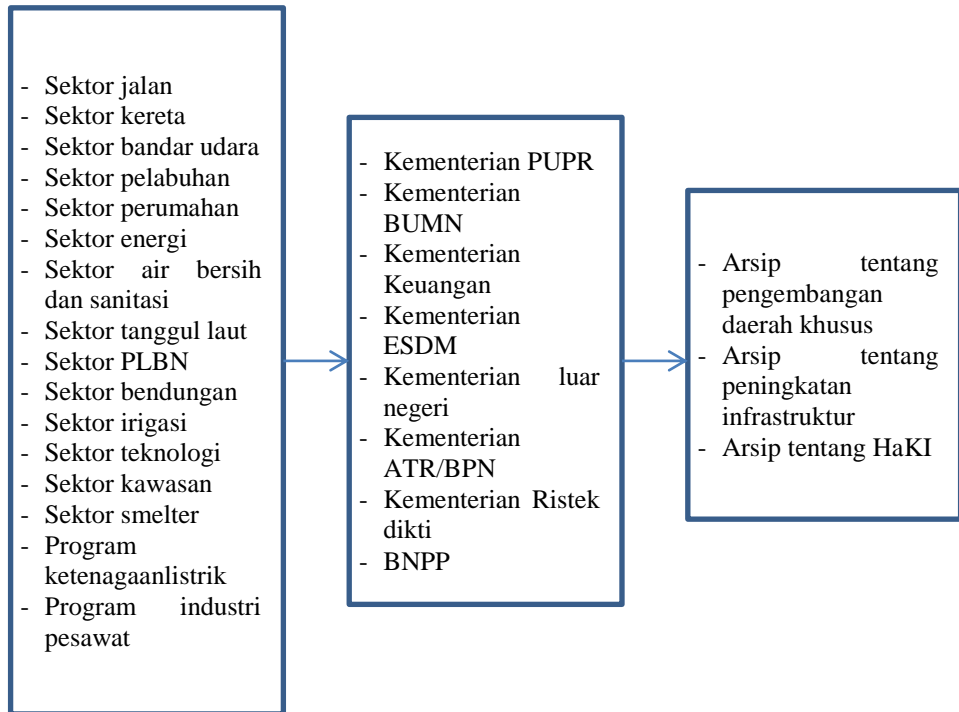 - Sektor jalan
- Sektor kereta
- Sektor bandar udara
- Sektor pelabuhan
- Sektor perumahan
- Sektor energi
- Sektor air bersih
dan sanitasi
- Sektor tanggul laut
- Sektor PLBN
- Sektor bendungan
- Sektor irigasi
- Sektor teknologi
- Sektor kawasan
- Sektor smelter
- Program
ketenagaanlistrik
- Program industri
pesawat
- Kementerian PUPR
- Kementerian
BUMN
- Kementerian
Keuangan
- Kementerian
ESDM
- Kementerian luar
negeri
- Kementerian
ATR/BPN
- Kementerian Ristek
dikti
- BNPP
- Arsip tentang
pengembangan
daerah khusus
- Arsip tentang
peningkatan
infrastruktur
- Arsip tentang HaKI